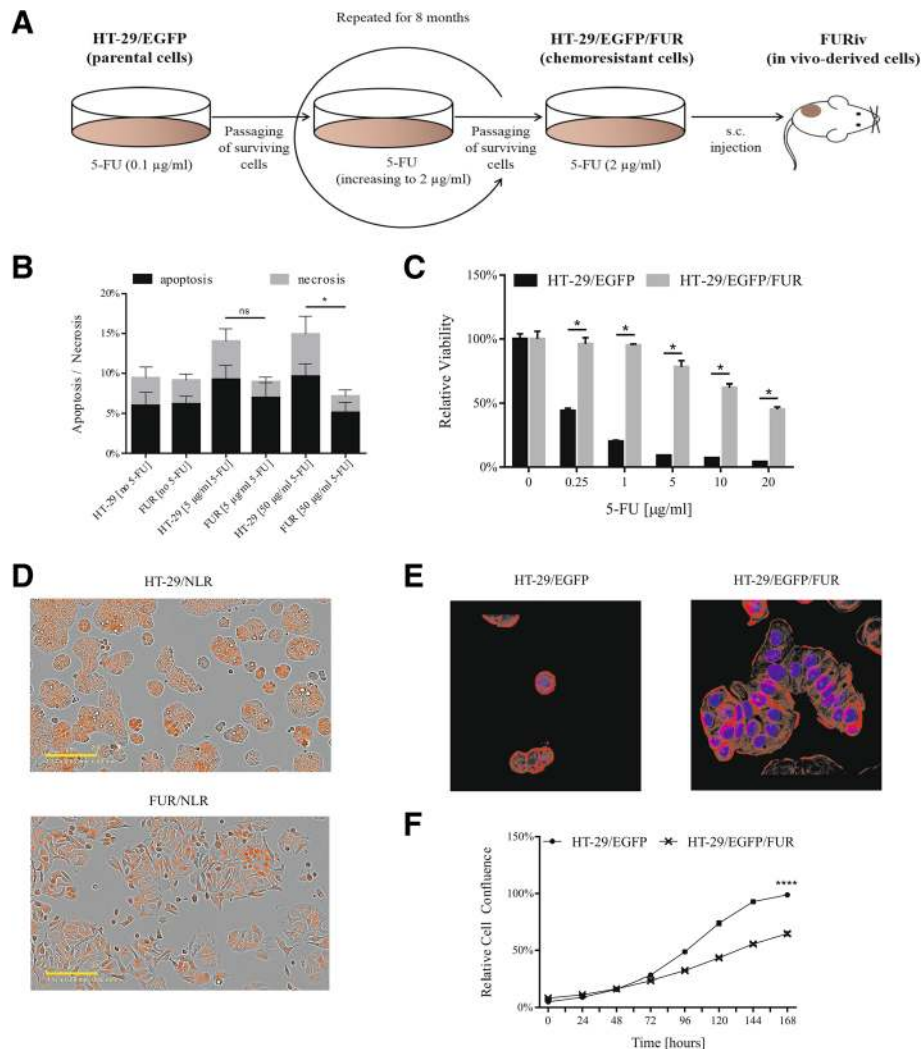 A
Repeated for 8 months
HT-29/EGFP
(parental cells)
HT-29/EGFP/FUR
(chemoresistant cells)
FURiv
(in vivo-derived cells)
Passaging
of surviving
cells
Passaging
of surviving
cells
s.c.
injection
5-FU (0.1 µg/ml)
5-FU
(increasing to 2 µg/ml)
5-FU (2 µg/ml)
B
apoptosis
necrosis
Apoptosis / Necrosis
20%
15%
10%
5%
0%
ns
*
HT-29 [no 5-FU]
FUR [no 5-FU]
HT-29 [5 µg/ml 5-FU]
FUR [5 µg/ml 5-FU]
HT-29 [50 µg/ml 5-FU]
FUR [50 µg/ml 5-FU]
C
HT-29/EGFP
HT-29/EGFP/FUR
Relative Viability
150%
100%
50%
0%
*
*
*
*
*
0 0.25 1 5 10 20
5-FU [µg/ml]
D
HT-29/NLR
FUR/NLR
E
HT-29/EGFP
HT-29/EGFP/FUR
F
HT-29/EGFP
HT-29/EGFP/FUR
Relative Cell Confluence
150%
100%
50%
0%
****
0 24 48 72 96 120 144 168
Time [hours]